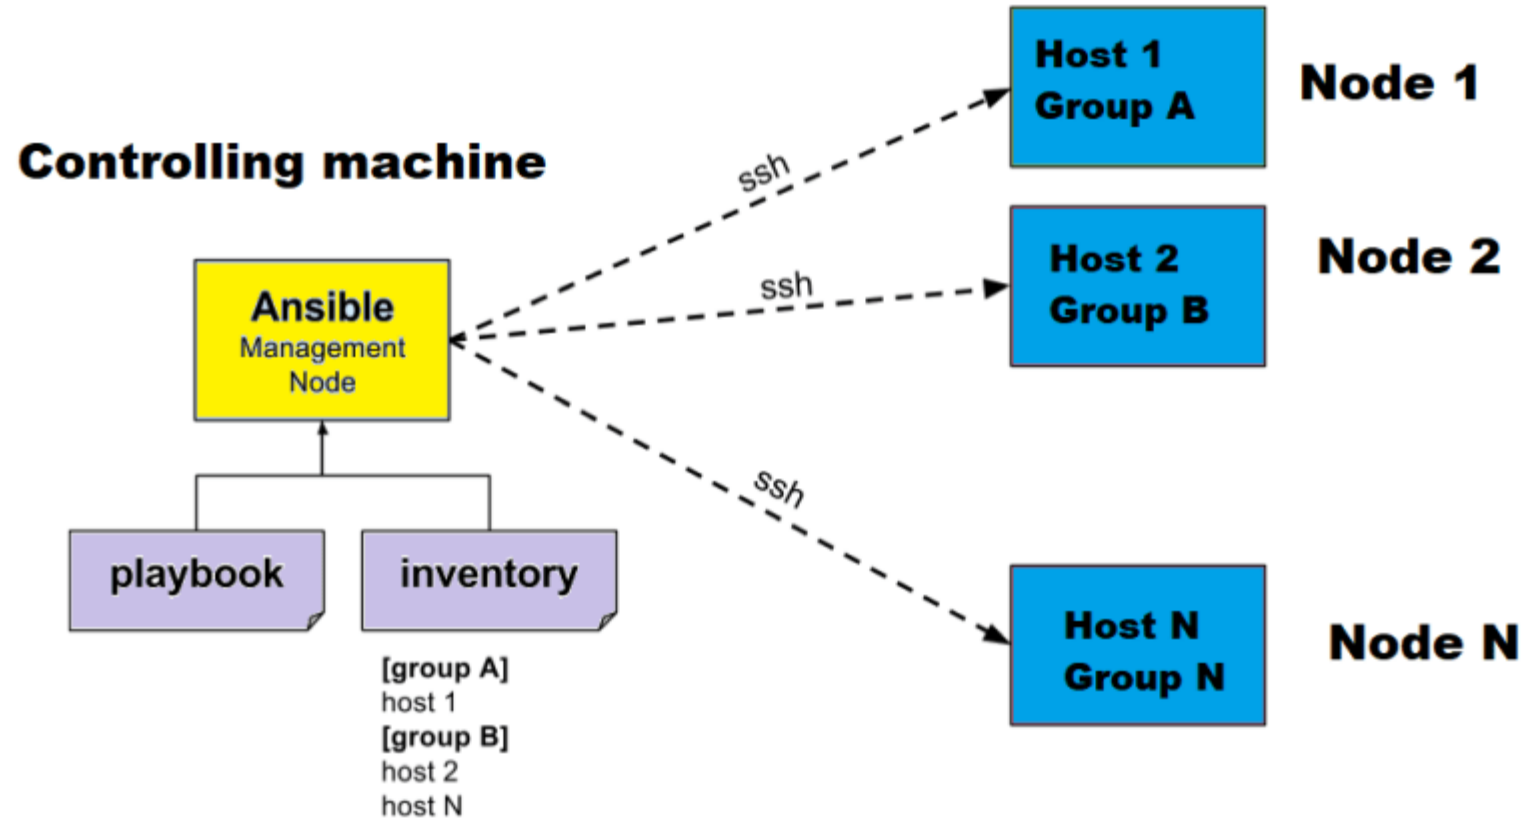 Controlling machine
Ansible
Management
Node
playbook
inventory
[group A]
host 1
[group B]
host 2
host N
ssh
ssh
ssh
Host 1
Group A
Node 1
Host 2
Group B
Node 2
Host N
Group N
Node N